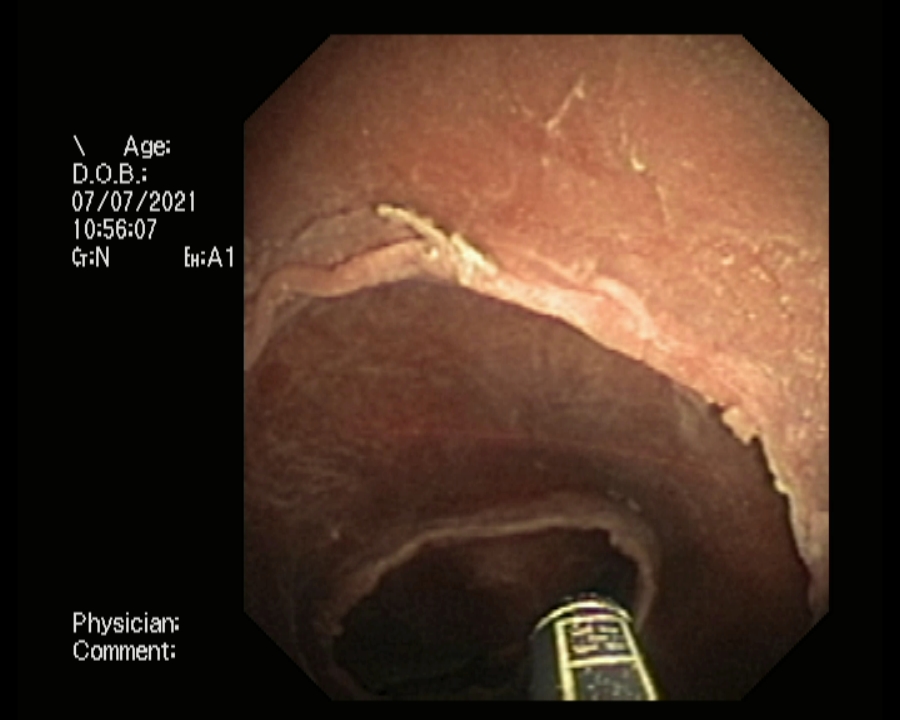 \ Age:
D.O.B.:
07/07/2021
10:56:07
Cr:N Eh:A1
Physician:
Comment: